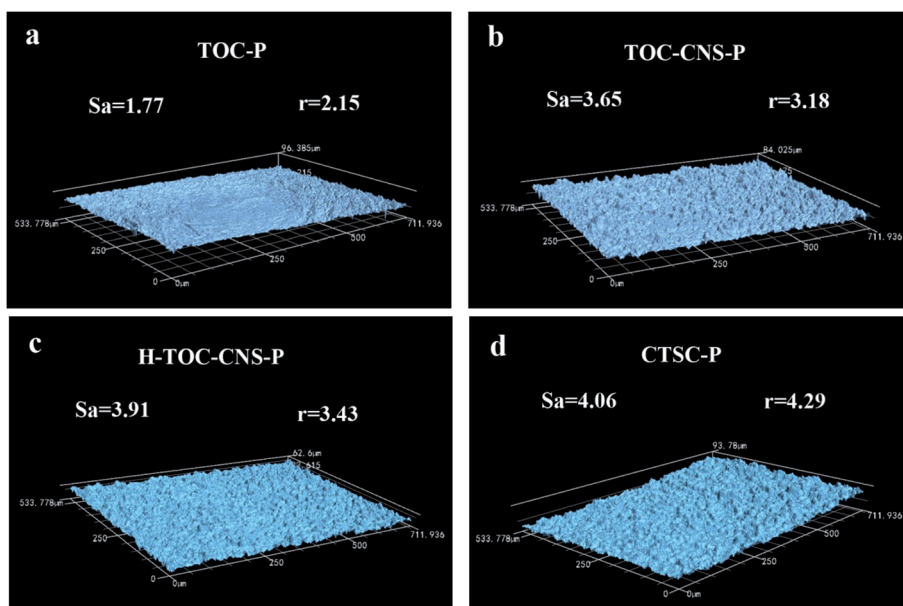 a
TOC-P
Sa=1.77
r=2.15
96.385μm
533.778μm
250
0
0μm
250
500
711.936
b
TOC-CNS-P
Sa=3.65
r=3.18
84.025μm
533.778μm
250
0
0μm
250
500
711.936
c
H-TOC-CNS-P
Sa=3.91
r=3.43
62.6μm
533.778μm
250
0
0μm
250
500
711.936
d
CTSC-P
Sa=4.06
r=4.29
93.78μm
533.778μm
250
0
0μm
250
500
711.936